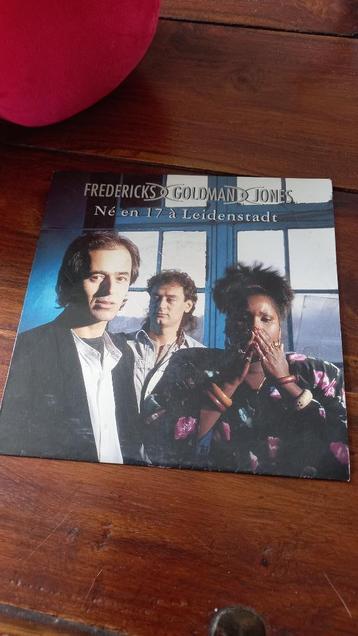 FREDERICKS GOLDMAN JONES
Né en 17 à Leidenstadt